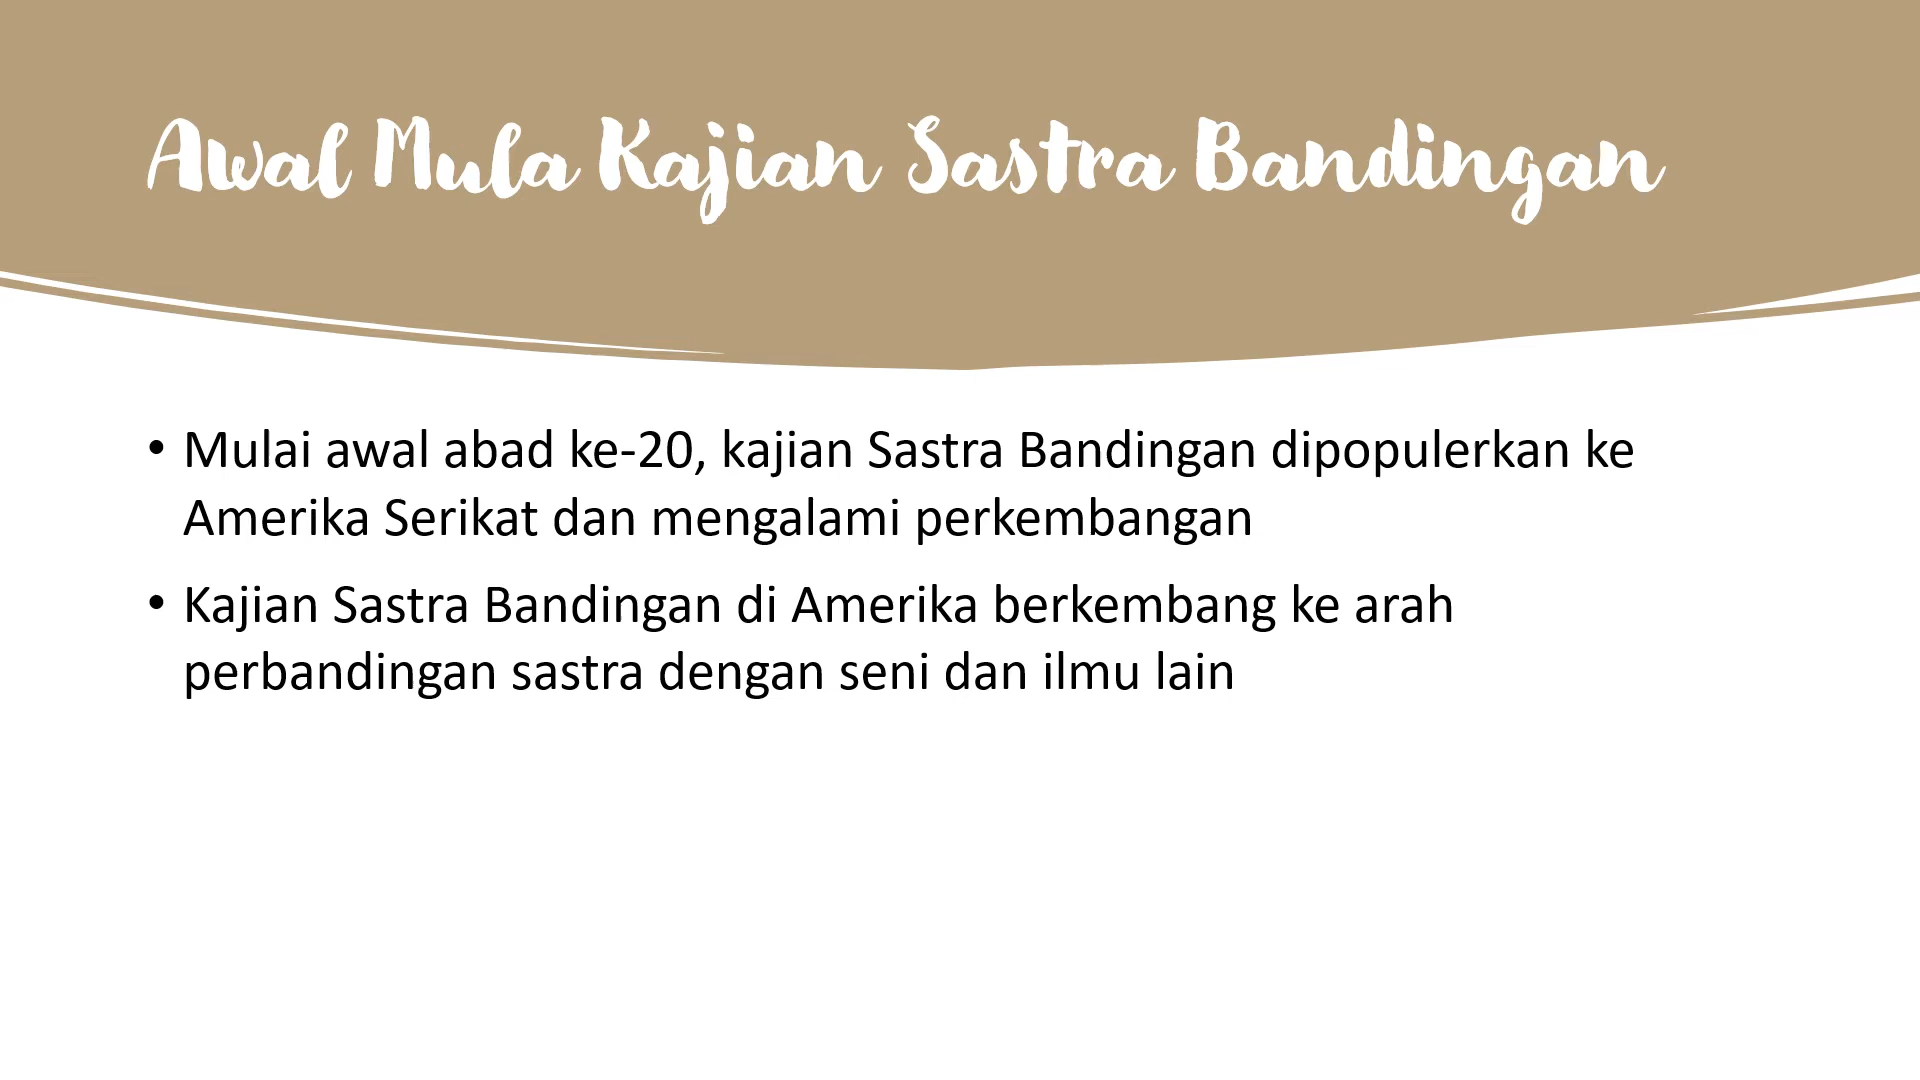 Awal Mula Kajian Sastra Bandingan
• Mulai awal abad ke-20, kajian Sastra Bandingan dipopulerkan ke
Amerika Serikat dan mengalami perkembangan
• Kajian Sastra Bandingan di Amerika berkembang ke arah
perbandingan sastra dengan seni dan ilmu lain